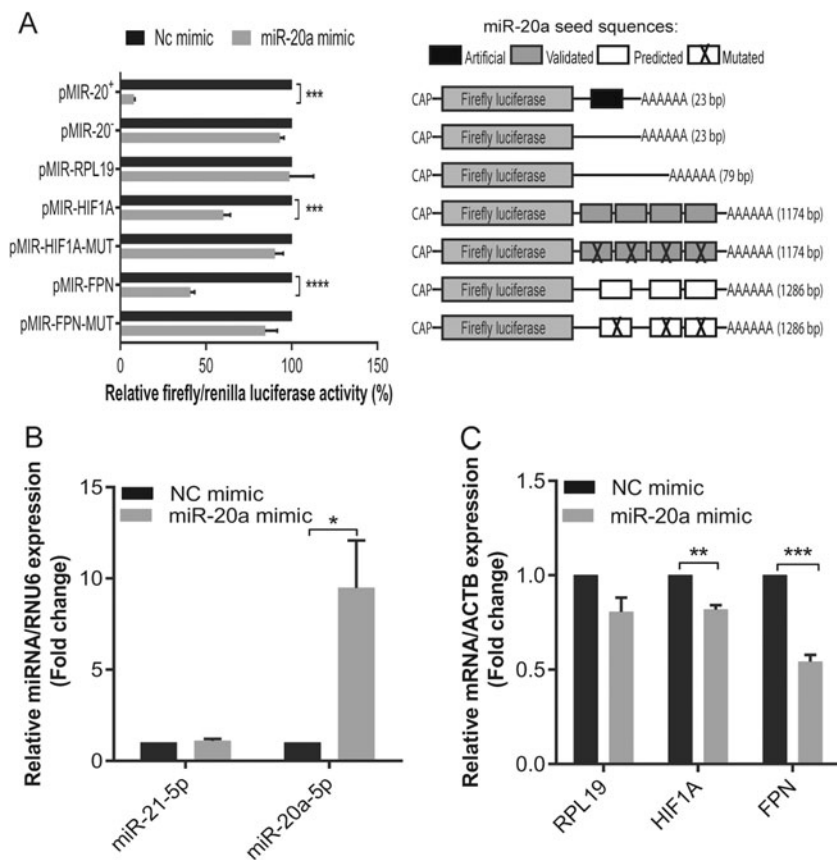 A
Nc mimic
miR-20a mimic
pMIR-20+
pMIR-20-
pMIR-RPL19
pMIR-HIF1A
pMIR-HIF1A-MUT
pMIR-FPN
pMIR-FPN-MUT
***
***
****
0 50 100 150
Relative firefly/renilla luciferase activity (%)
miR-20a seed squences:
Artificial Validated Predicted X Mutated
CAP Firefly luciferase AAAAAA (23 bp)
CAP Firefly luciferase AAAAAA (23 bp)
CAP Firefly luciferase AAAAAA (79 bp)
CAP Firefly luciferase AAAAAA (1174 bp)
CAP Firefly luciferase X X X X AAAAAA (1174 bp)
CAP Firefly luciferase AAAAAA (1286 bp)
CAP Firefly luciferase X X X AAAAAA (1286 bp)
B
Relative miRNA/RNU6 expression
(Fold change)
15
10
5
0
NC mimic
miR-20a mimic
*
miR-21-5p
miR-20a-5p
C
Relative mRNA/ACTB expression
(Fold change)
1.5
1.0
0.5
0.0
NC mimic
miR-20a mimic
**
***
RPL19
HIF1A
FPN